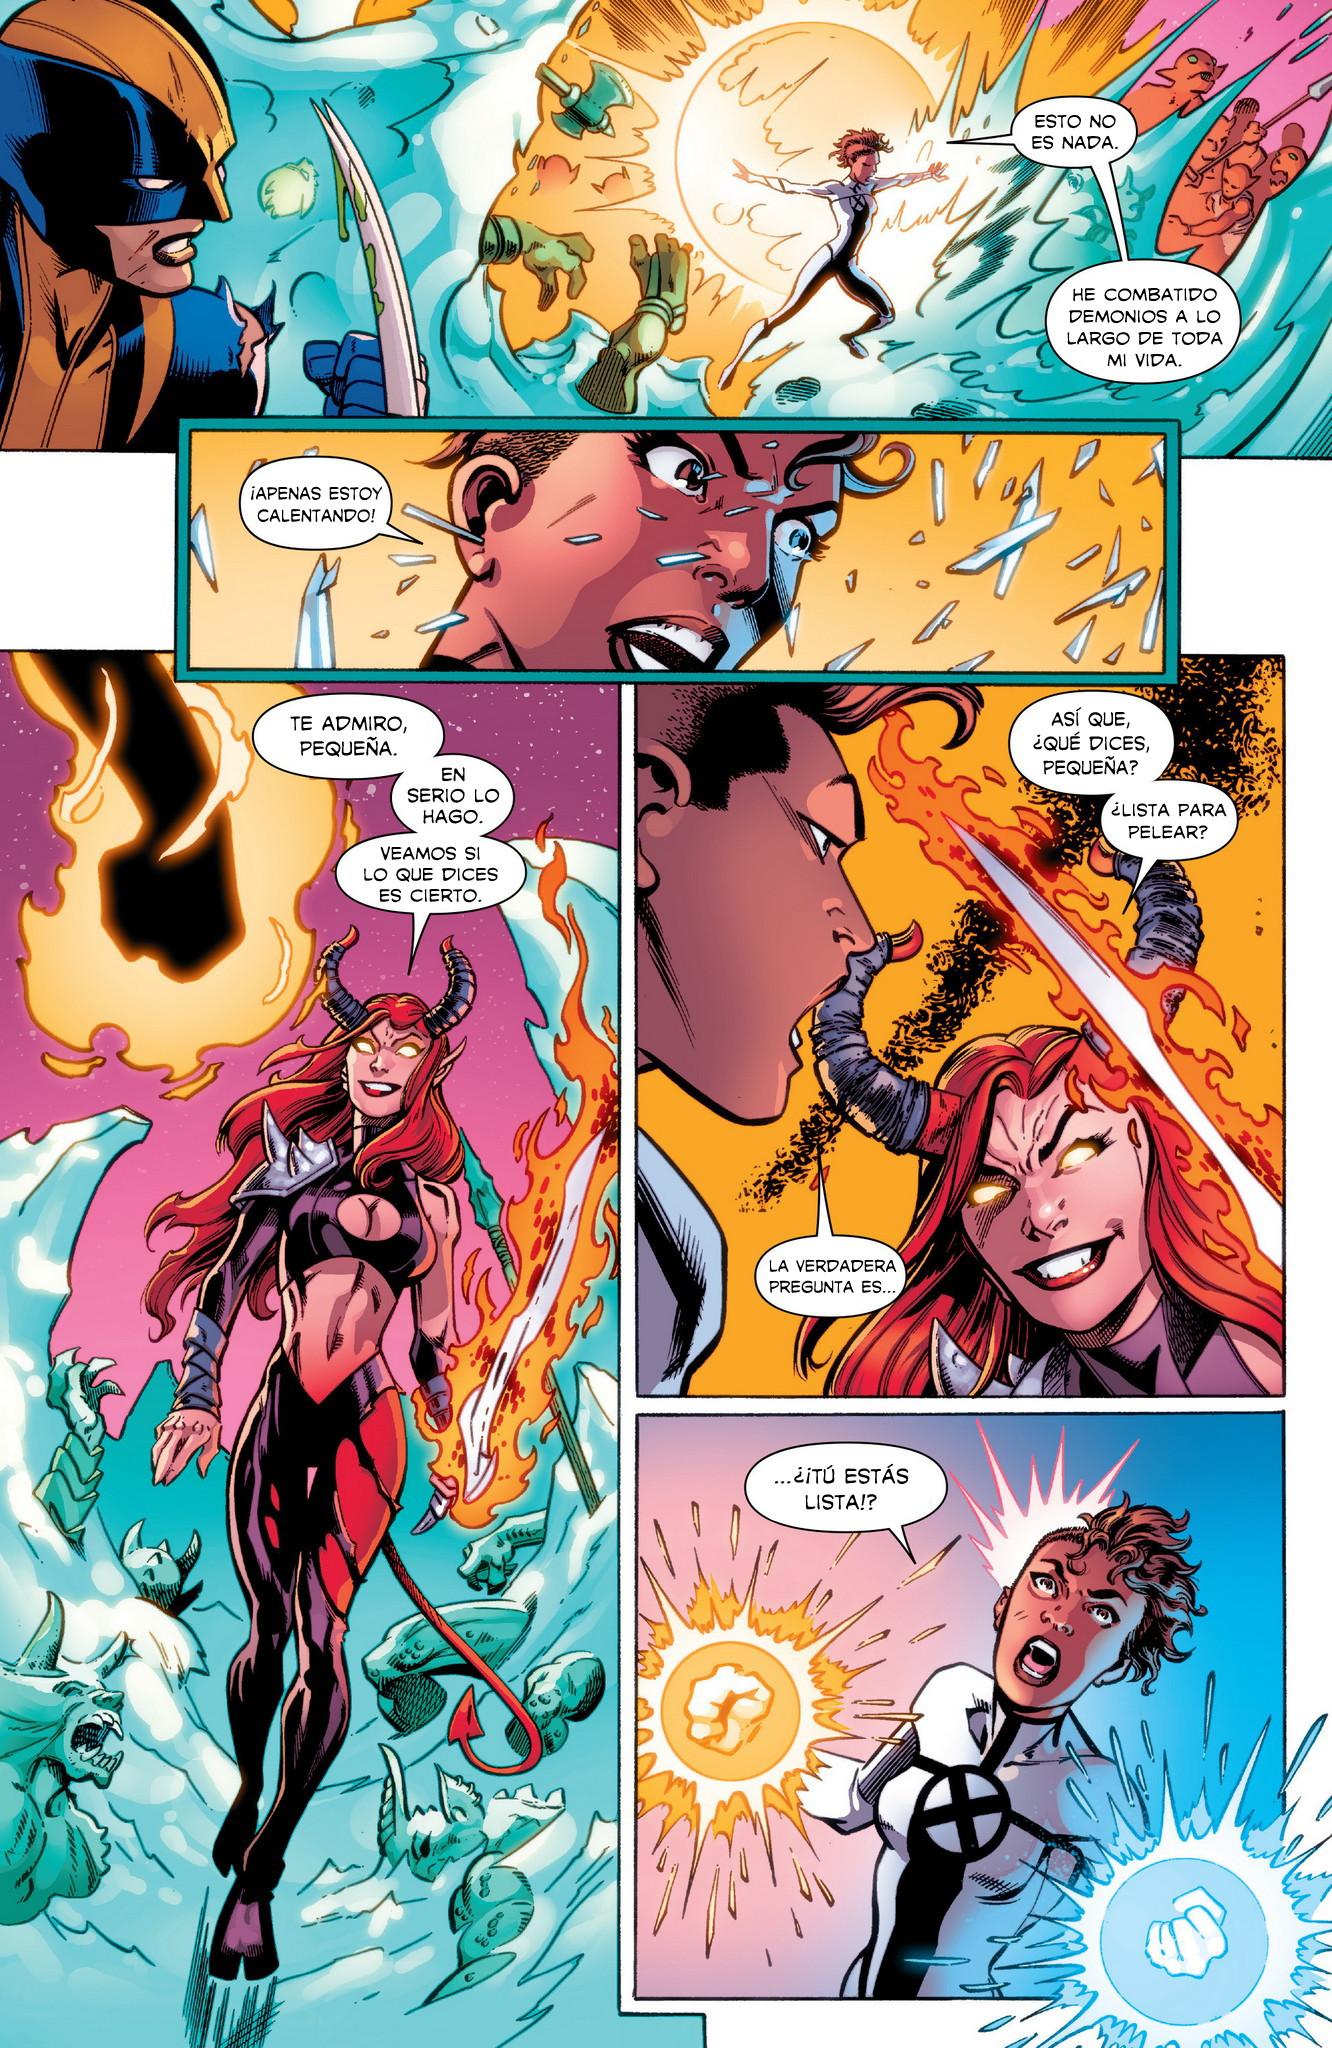 ESTO NO
ES NADA.
HE COMBATIDO
DEMONIOS A LO
LARGO DE TODA
MI VIDA.
¡APENAS ESTOY
CALENTANDO!
TE ADMIRO,
PEQUEÑA.
EN
SERIO LO
HAGO.
VEAMOS SI
LO QUE DICES
ES CIERTO.
ASÍ QUE,
¿QUÉ DICES,
PEQUEÑA?
¿LISTA PARA
PELEAR?
LA VERDADERA
PREGUNTA ES...
...¿¡TÚ ESTÁS
LISTA!?